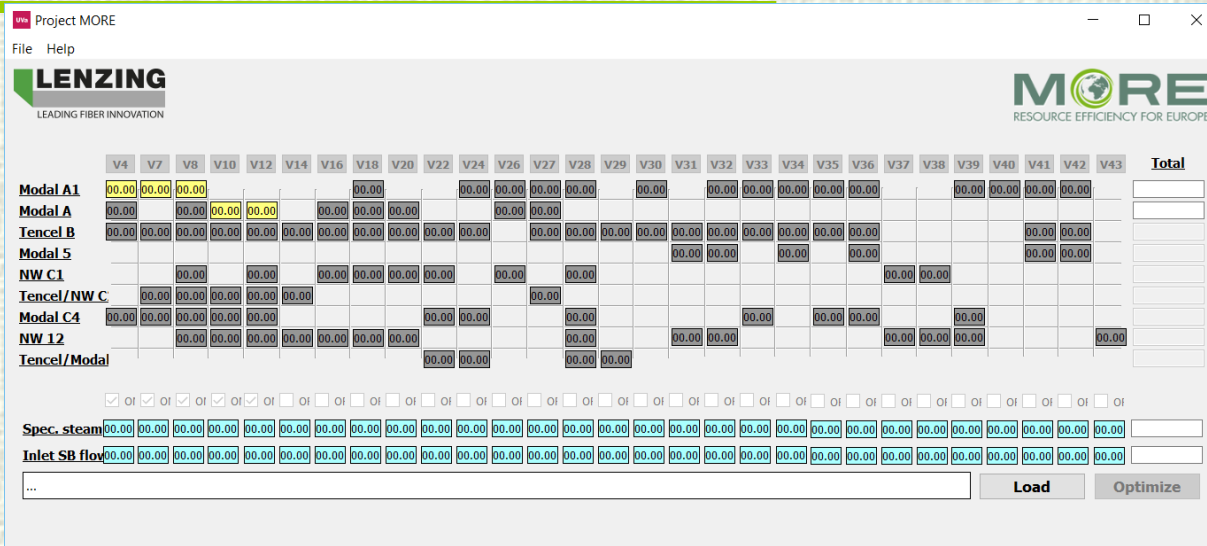 UVa Project MORE
File Help
LENZING
LEADING FIBER INNOVATION
MORE
RESOURCE EFFICIENCY FOR EUROPE
V4 V7 V8 V10 V12 V14 V16 V18 V20 V22 V24 V26 V27 V28 V29 V30 V31 V32 V33 V34 V35 V36 V37 V38 V39 V40 V41 V42 V43 Total
Modal A1 00.00 00.00 00.00 00.00 00.00 00.00 00.00 00.00 00.00 00.00 00.00 00.00 00.00 00.00 00.00 00.00 00.00 00.00
Modal A 00.00 00.00 00.00 00.00 00.00 00.00 00.00 00.00 00.00
Tencel B 00.00 00.00 00.00 00.00 00.00 00.00 00.00 00.00 00.00 00.00 00.00 00.00 00.00 00.00 00.00 00.00 00.00 00.00 00.00 00.00 00.00 00.00 00.00
Modal 5 00.00 00.00 00.00 00.00 00.00 00.00
NW C1 00.00 00.00 00.00 00.00 00.00 00.00 00.00 00.00 00.00 00.00
Tencel/NW C 00.00 00.00 00.00 00.00 00.00 00.00
Modal C4 00.00 00.00 00.00 00.00 00.00 00.00 00.00 00.00 00.00 00.00 00.00 00.00
NW 12 00.00 00.00 00.00 00.00 00.00 00.00 00.00 00.00 00.00 00.00 00.00 00.00 00.00 00.00
Tencel/Modal 00.00 00.00 00.00 00.00
Spec. steam 00.00 00.00 00.00 00.00 00.00 00.00 00.00 00.00 00.00 00.00 00.00 00.00 00.00 00.00 00.00 00.00 00.00 00.00 00.00 00.00 00.00 00.00 00.00 00.00 00.00 00.00 00.00 00.00 00.00
Inlet SB flow 00.00 00.00 00.00 00.00 00.00 00.00 00.00 00.00 00.00 00.00 00.00 00.00 00.00 00.00 00.00 00.00 00.00 00.00 00.00 00.00 00.00 00.00 00.00 00.00 00.00 00.00 00.00 00.00 00.00
... Load Optimize